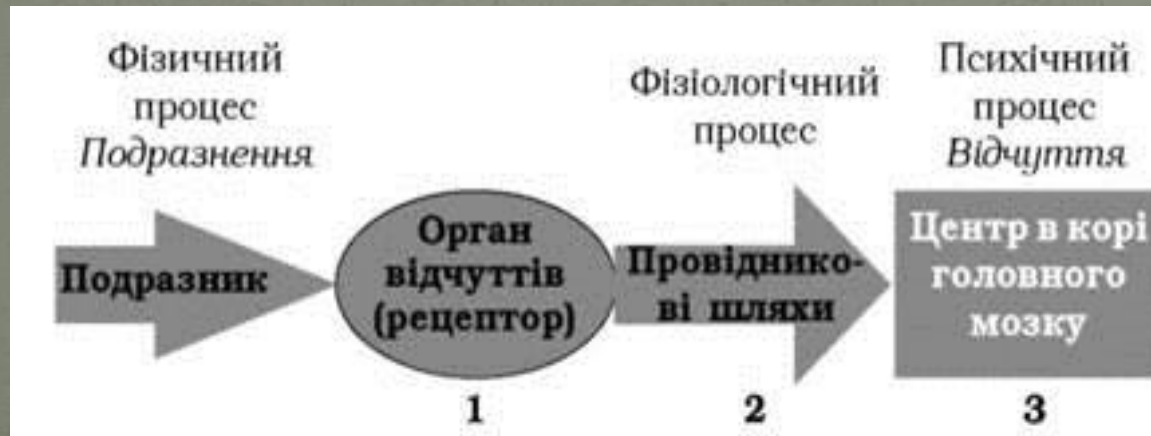 Фізичний
процес
Подразнення
Фізіологічний
процес
Психічний
процес
Відчуття
Подразник
Орган
відчуттів
(рецептор)
Провіднико-
ві шляхи
Центр в корі
головного
мозку
1
2
3